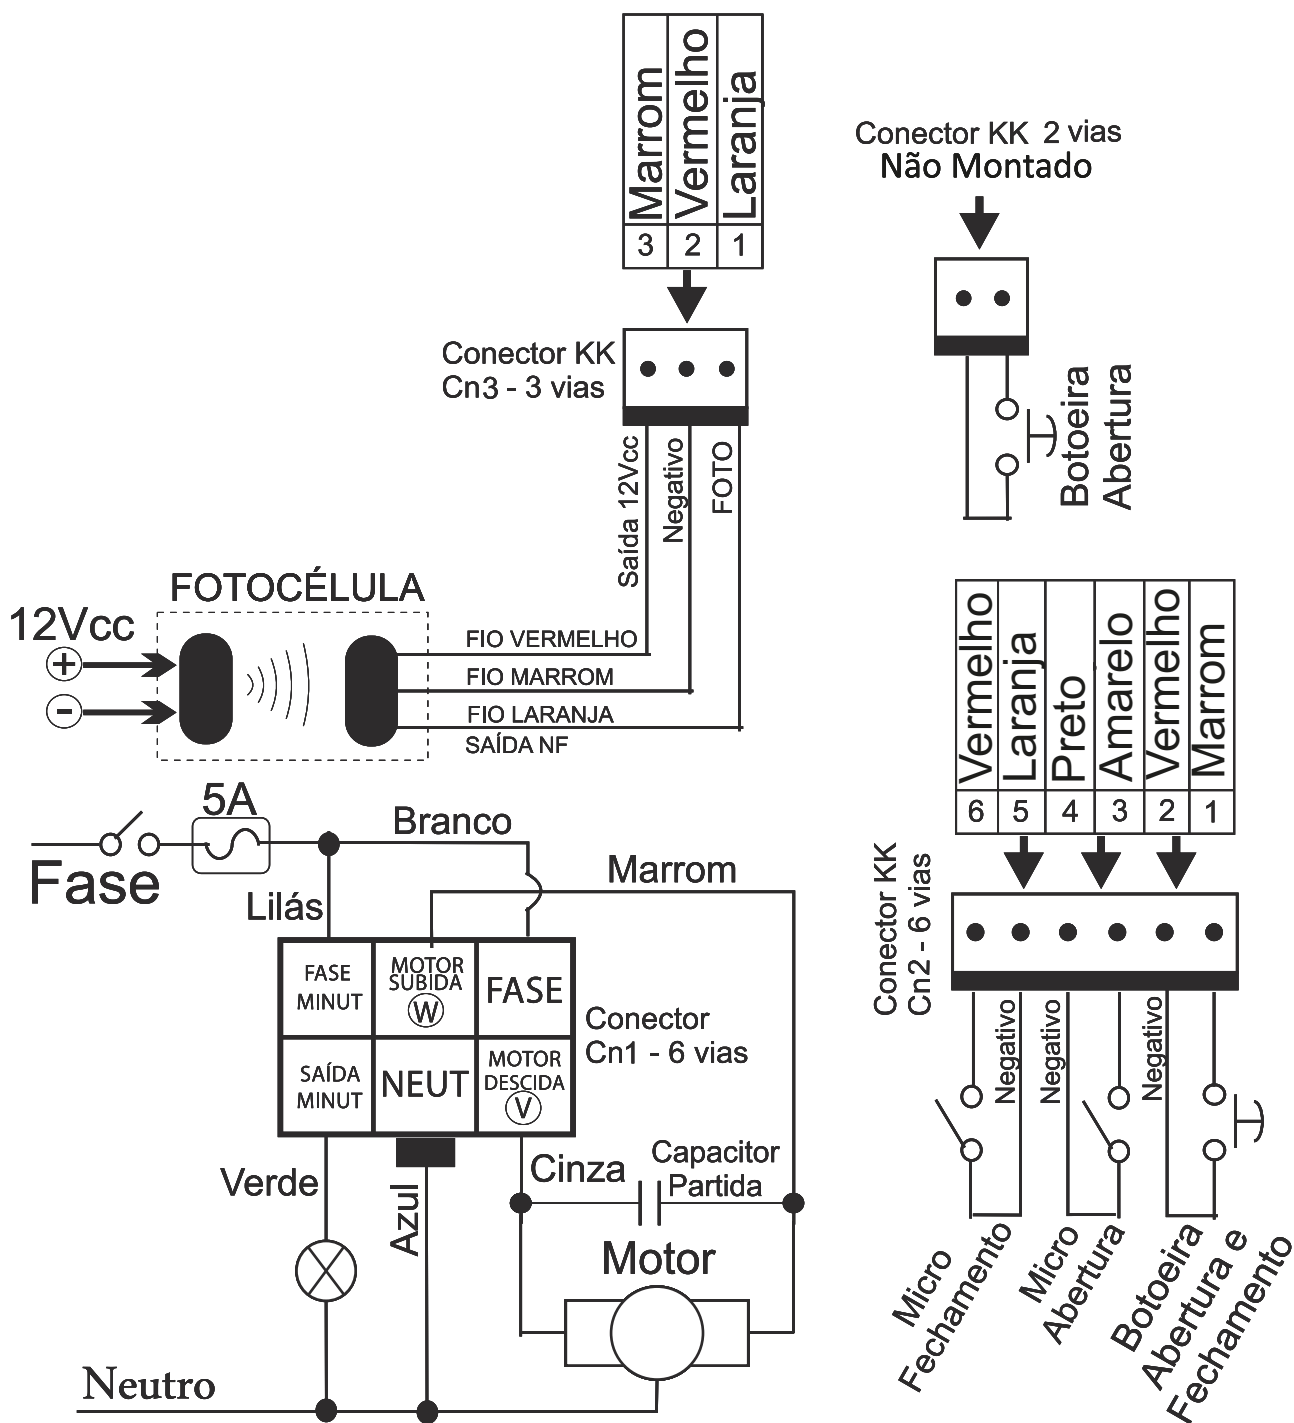 Marrom
Vermelho
Laranja
3 2 1
Conector KK 2 vias
Não Montado
Conector KK
Cn3 - 3 vias
Botoeira
Abertura
Saída 12Vcc
Negativo
FOTO
FOTOCÉLULA
12Vcc
+
-
FIO VERMELHO
FIO MARROM
FIO LARANJA
SAÍDA NF
Vermelho
Laranja
Preto
Amarelo
Vermelho
Marrom
6 5 4 3 2 1
Conector KK
Cn2 - 6 vias
Negativo
Negativo
Negativo
Micro
Fechamento
Micro
Abertura
Botoeira
Abertura e
Fechamento
5A
Fase
Branco
Marrom
Lilás
FASE
MINUT
MOTOR
SUBIDA
W
FASE
SAÍDA
MINUT
NEUT
MOTOR
DESCIDA
V
Conector
Cn1 - 6 vias
Verde
Azul
Cinza
Capacitor
Partida
Motor
Neutro